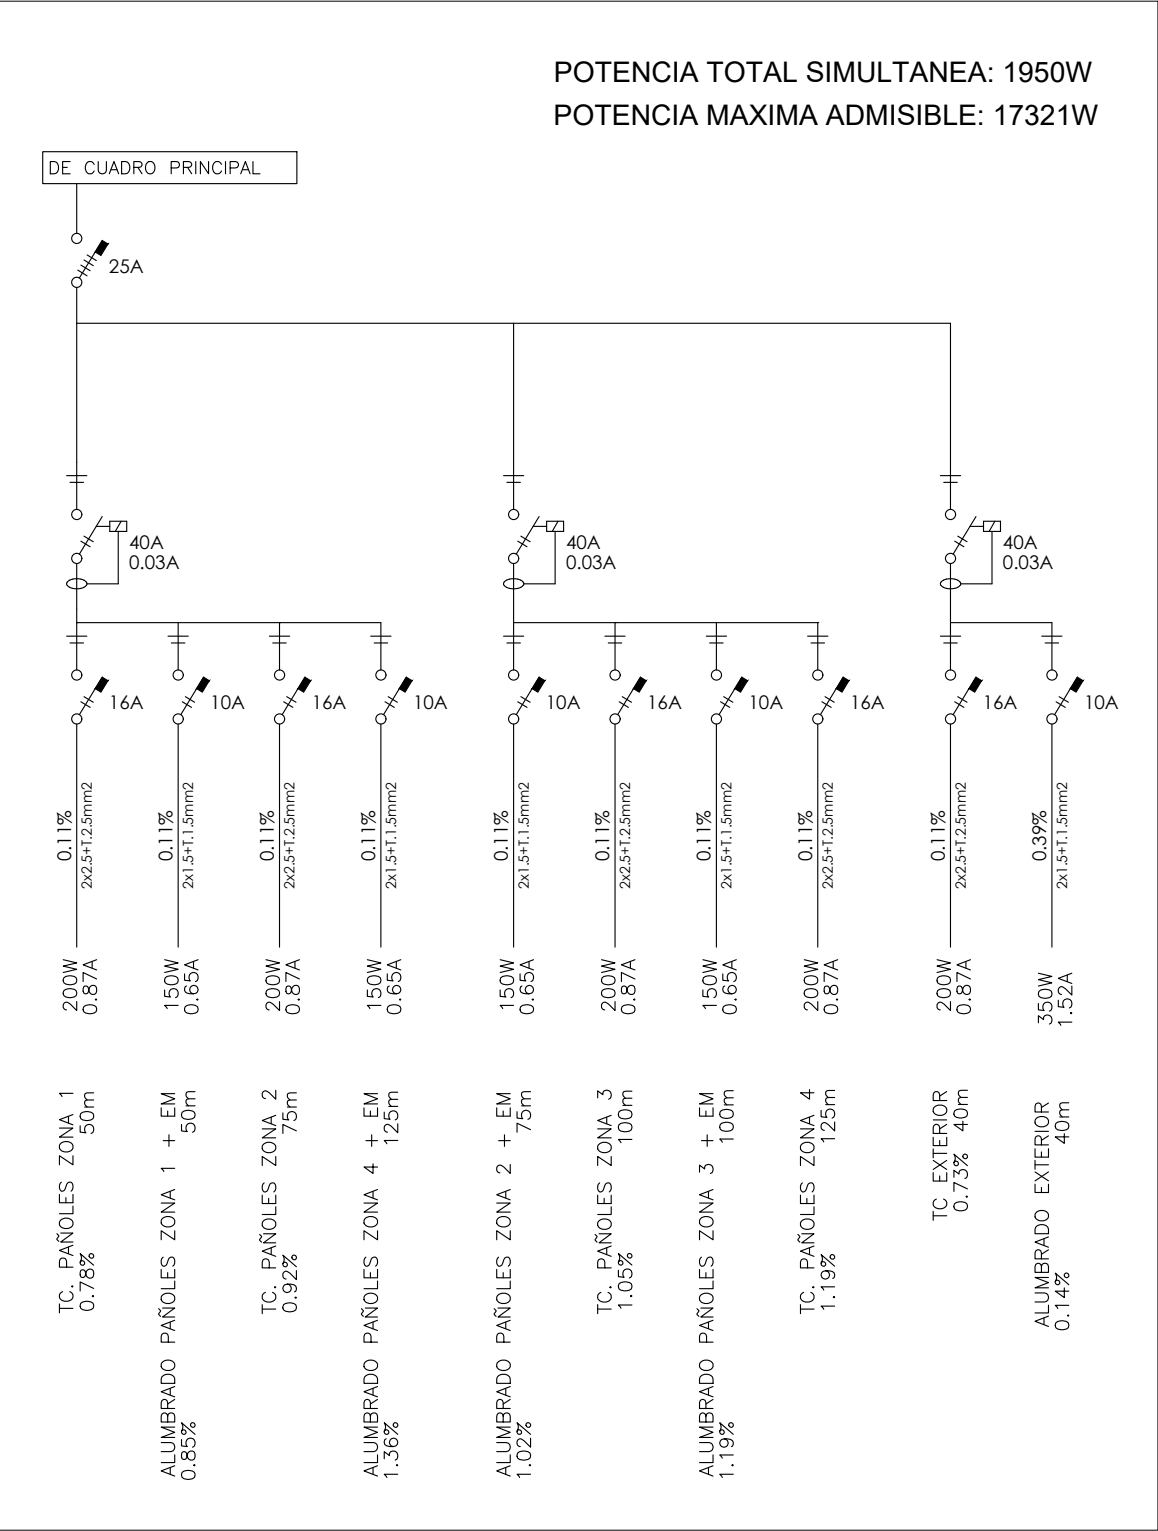 POTENCIA TOTAL SIMULTANEA: 1950W
POTENCIA MAXIMA ADMISIBLE: 17321W
DE CUADRO PRINCIPAL
25A
40A
0.03A
40A
0.03A
40A
0.03A
16A
10A
16A
10A
10A
16A
10A
16A
16A
10A
0.11%
2x2.5+T.2.5mm2
0.11%
2x1.5+T.1.5mm2
0.11%
2x2.5+T.2.5mm2
0.11%
2x1.5+T.1.5mm2
0.11%
2x1.5+T.1.5mm2
0.11%
2x2.5+T.2.5mm2
0.11%
2x1.5+T.1.5mm2
0.11%
2x2.5+T.2.5mm2
0.11%
2x2.5+T.2.5mm2
0.39%
2x1.5+T.1.5mm2
200W
0.87A
150W
0.65A
200W
0.87A
150W
0.65A
150W
0.65A
200W
0.87A
150W
0.65A
200W
0.87A
200W
0.87A
350W
1.52A
TC. PAÑOLES ZONA 1
0.78% 50m
ALUMBRADO PAÑOLES ZONA 1 + EM
0.85% 50m
TC. PAÑOLES ZONA 2
0.92% 75m
ALUMBRADO PAÑOLES ZONA 4 + EM
1.36% 125m
ALUMBRADO PAÑOLES ZONA 2 + EM
1.02% 75m
TC. PAÑOLES ZONA 3
1.05% 100m
ALUMBRADO PAÑOLES ZONA 3 + EM
1.19% 100m
TC. PAÑOLES ZONA 4
1.19% 125m
TC EXTERIOR
0.73% 40m
ALUMBRADO EXTERIOR
0.14% 40m